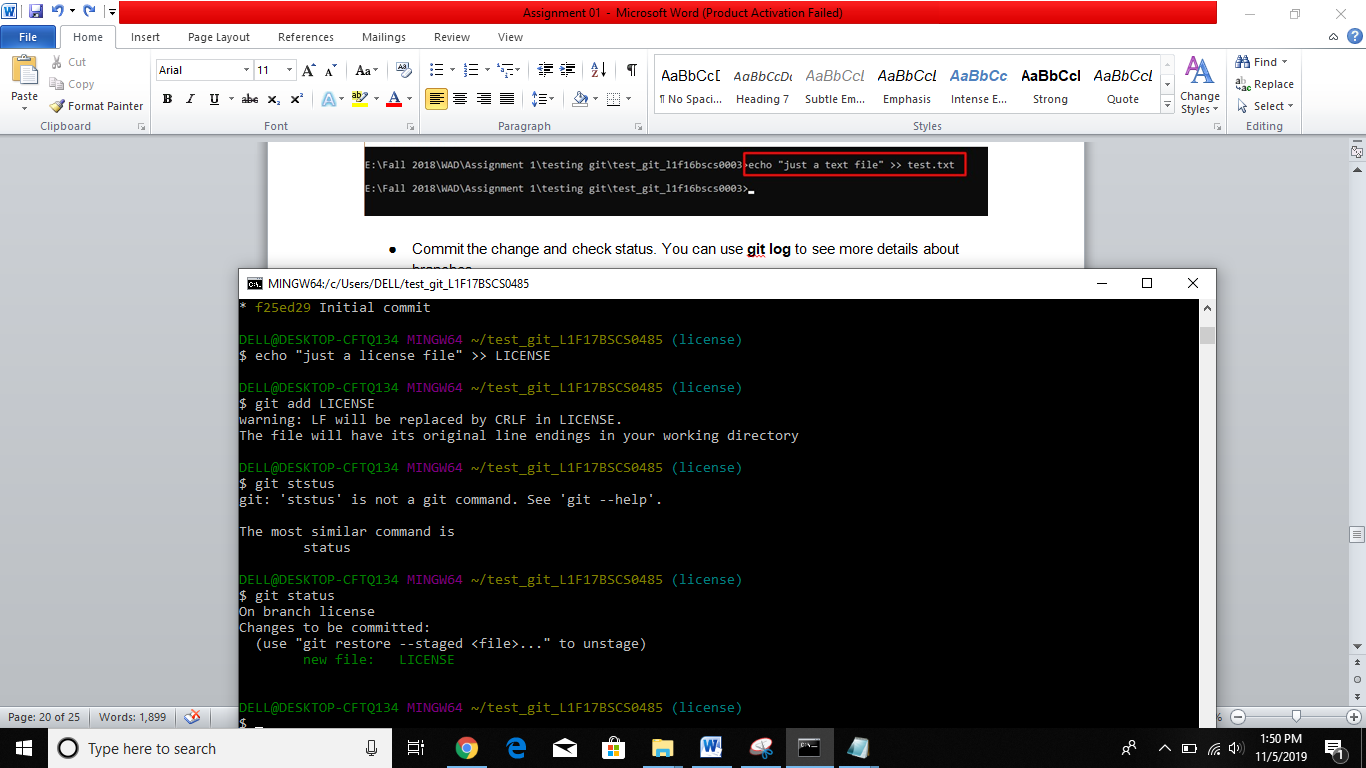 Assignment 01 - Microsoft Word (Product Activation Failed)
File Home Insert Page Layout References Mailings Review View
Paste
Cut
Copy
Format Painter
Clipboard
Arial 11
Font
Paragraph
AaBbCcI AaBbCcDc AaBbCcI AaBbCcL AaBbCc AaBbCcI AaBbCcL
¶ No Spaci... Heading 7 Subtle Em... Emphasis Intense E... Strong Quote
Change
Styles
Styles
Find
Replace
Select
Editing
E:\Fall 2018\WAD\Assignment 1\testing git\test_git_l1f16bscs0003>echo "just a text file" >> test.txt
E:\Fall 2018\WAD\Assignment 1\testing git\test_git_l1f16bscs0003>
● Commit the change and check status. You can use git log to see more details about
MINGW64:/c/Users/DELL/test_git_L1F17BSCS0485
* f25ed29 Initial commit
DELL@DESKTOP-CFTQ134 MINGW64 ~/test_git_L1F17BSCS0485 (license)
$ echo "just a license file" >> LICENSE
DELL@DESKTOP-CFTQ134 MINGW64 ~/test_git_L1F17BSCS0485 (license)
$ git add LICENSE
warning: LF will be replaced by CRLF in LICENSE.
The file will have its original line endings in your working directory
DELL@DESKTOP-CFTQ134 MINGW64 ~/test_git_L1F17BSCS0485 (license)
$ git ststus
git: 'ststus' is not a git command. See 'git --help'.
The most similar command is
status
DELL@DESKTOP-CFTQ134 MINGW64 ~/test_git_L1F17BSCS0485 (license)
$ git status
On branch license
Changes to be committed:
(use "git restore --staged <file>..." to unstage)
new file: LICENSE
DELL@DESKTOP-CFTQ134 MINGW64 ~/test_git_L1F17BSCS0485 (license)
$ _
Page: 20 of 25 Words: 1,899 %
Type here to search
1:50 PM
11/5/2019
1